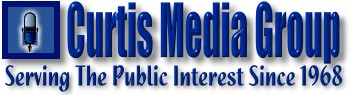 Curtis Media Group
Serving The Public Interest Since 1968